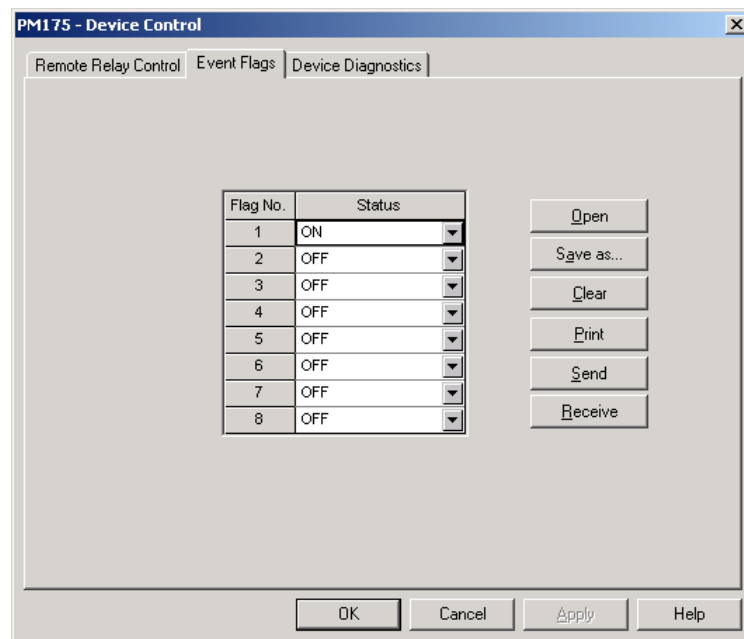 PM175 - Device Control
Remote Relay Control Event Flags Device Diagnostics
Flag No. Status
1 ON
2 OFF
3 OFF
4 OFF
5 OFF
6 OFF
7 OFF
8 OFF
Open
Save as...
Clear
Print
Send
Receive
OK Cancel Apply Help